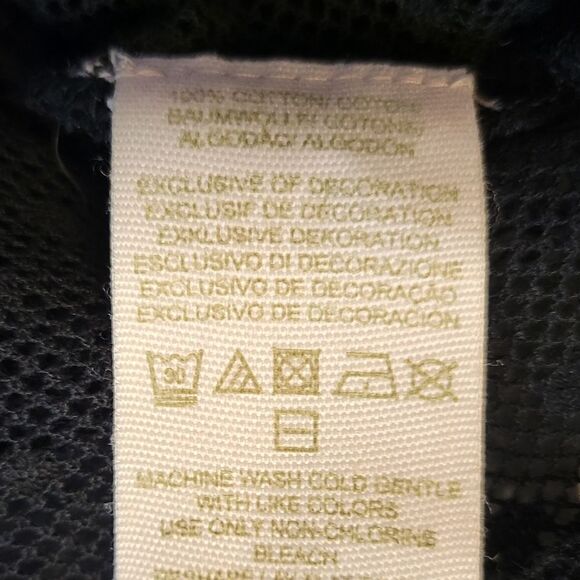 100% COTTON/COTON/
BAUMWOLLE/COTONE/
ALGODÃO/ALGODÓN
EXCLUSIVE OF DECORATION
EXCLUSIF DE DECORATION
EXKLUSIVE DEKORATION
ESCLUSIVO DI DECORAZIONE
EXCLUSIVO DE DECORAÇÃO
EXCLUSIVO DE DECORACIÓN
30
MACHINE WASH COLD GENTLE
WITH LIKE COLORS
USE ONLY NON-CHLORINE
BLEACH